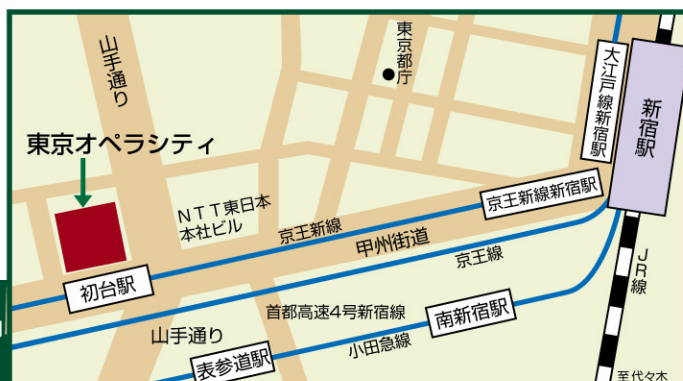 山手通り
東京都庁
大江戸線新宿駅
新宿駅
東京オペラシティ
NTT東日本
本社ビル
京王新線新宿駅
京王新線
甲州街道
京王線
JR線
初台駅
首都高速4号新宿線
山手通り
南新宿駅
小田急線
表参道駅
至代々木